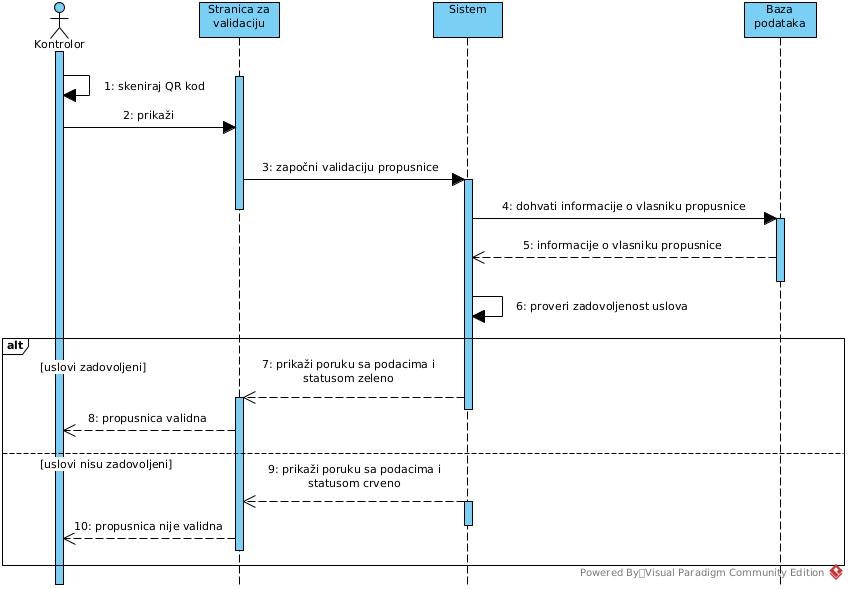 Stranica za
validaciju
Sistem
Baza
podataka
Kontrolor
1: skeniraj QR kod
2: prikaži
3: započni validaciju propusnice
4: dohvati informacije o vlasniku propusnice
5: informacije o vlasniku propusnice
6: proveri zadovoljenost uslova
alt
[uslovi zadovoljeni]
7: prikaži poruku sa podacima i
statusom zeleno
8: propusnica validna
[uslovi nisu zadovoljeni]
9: prikaži poruku sa podacima i
statusom crveno
10: propusnica nije validna
Powered By Visual Paradigm Community Edition